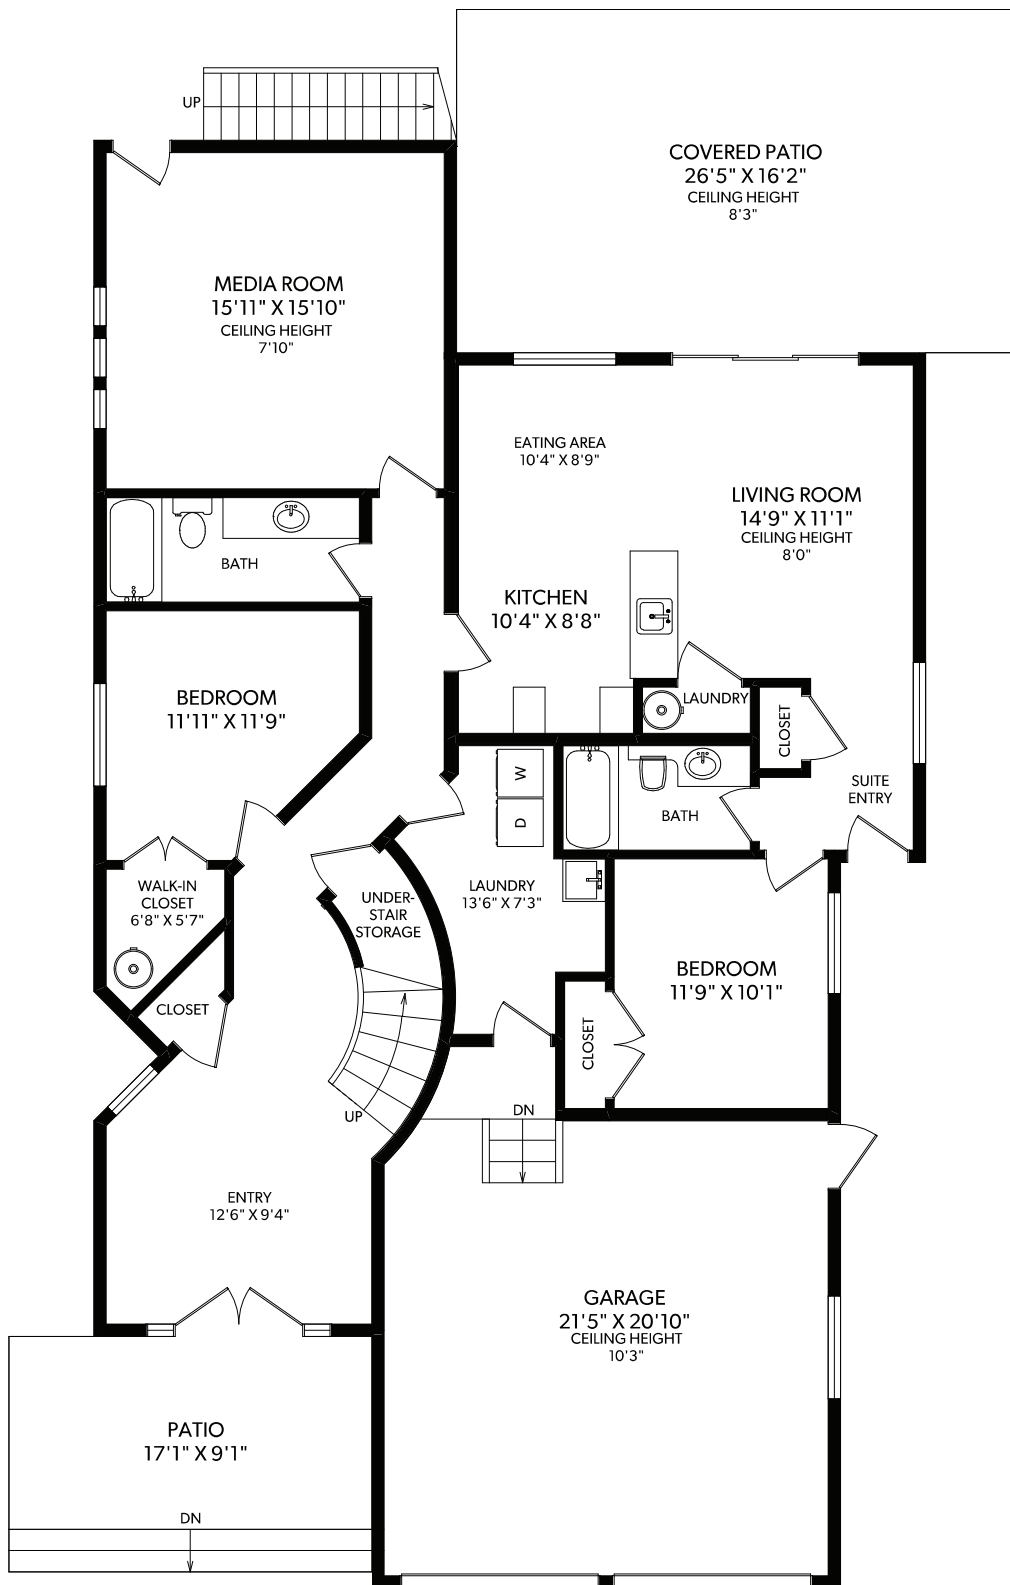 UP
COVERED PATIO
26'5" X 16'2"
CEILING HEIGHT
8'3"
MEDIA ROOM
15'11" X 15'10"
CEILING HEIGHT
7'10"
EATING AREA
10'4" X 8'9"
LIVING ROOM
14'9" X 11'1"
CEILING HEIGHT
8'0"
BATH
KITCHEN
10'4" X 8'8"
BEDROOM
11'11" X 11'9"
LAUNDRY
CLOSET
W
D
SUITE
ENTRY
BATH
WALK-IN
CLOSET
6'8" X 5'7"
UNDER-
STAIR
STORAGE
LAUNDRY
13'6" X 7'3"
BEDROOM
11'9" X 10'1"
CLOSET
CLOSET
UP
DN
ENTRY
12'6" X 9'4"
GARAGE
21'5" X 20'10"
CEILING HEIGHT
10'3"
PATIO
17'1" X 9'1"
DN